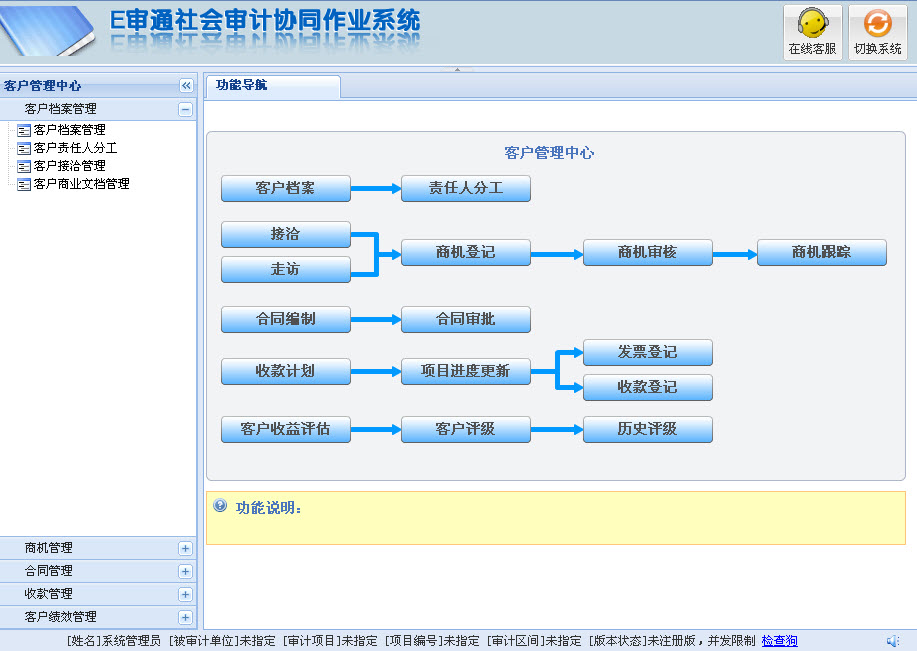 E审通社会审计协同作业系统
在线客服
切换系统
客户管理中心
功能导航
客户档案管理
客户档案管理
客户责任人分工
客户接洽管理
客户商业文档管理
客户管理中心
客户档案
责任人分工
接洽
走访
商机登记
商机审核
商机跟踪
合同编制
合同审批
收款计划
项目进度更新
发票登记
收款登记
客户收益评估
客户评级
历史评级
功能说明：
商机管理
合同管理
收款管理
客户绩效管理
[姓名]系统管理员 [被审计单位]未指定 [审计项目]未指定 [项目编号]未指定 [审计区间]未指定 [版本状态]未注册版，并发限制 检查狗